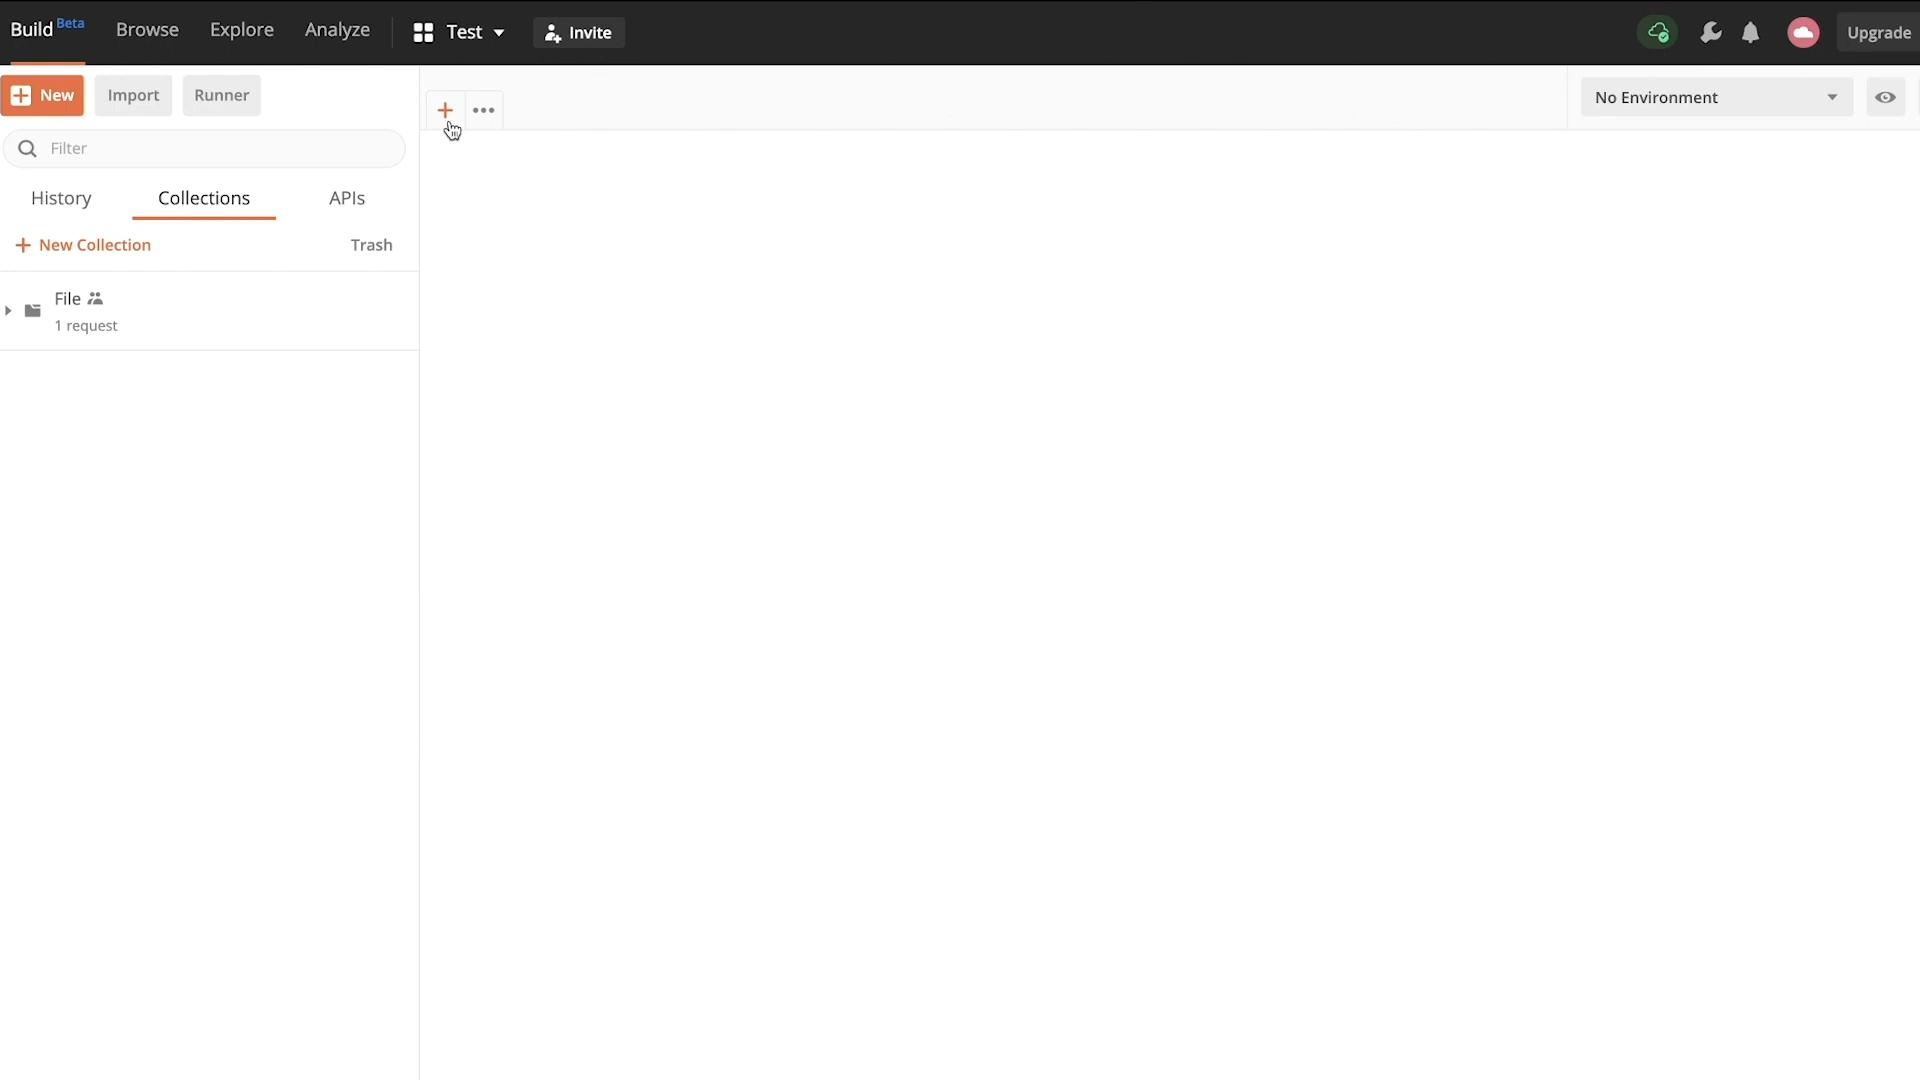 Build Beta Browse Explore Analyze Test Invite Upgrade
New Import Runner No Environment
Filter
History Collections APIs
New Collection Trash
File
1 request